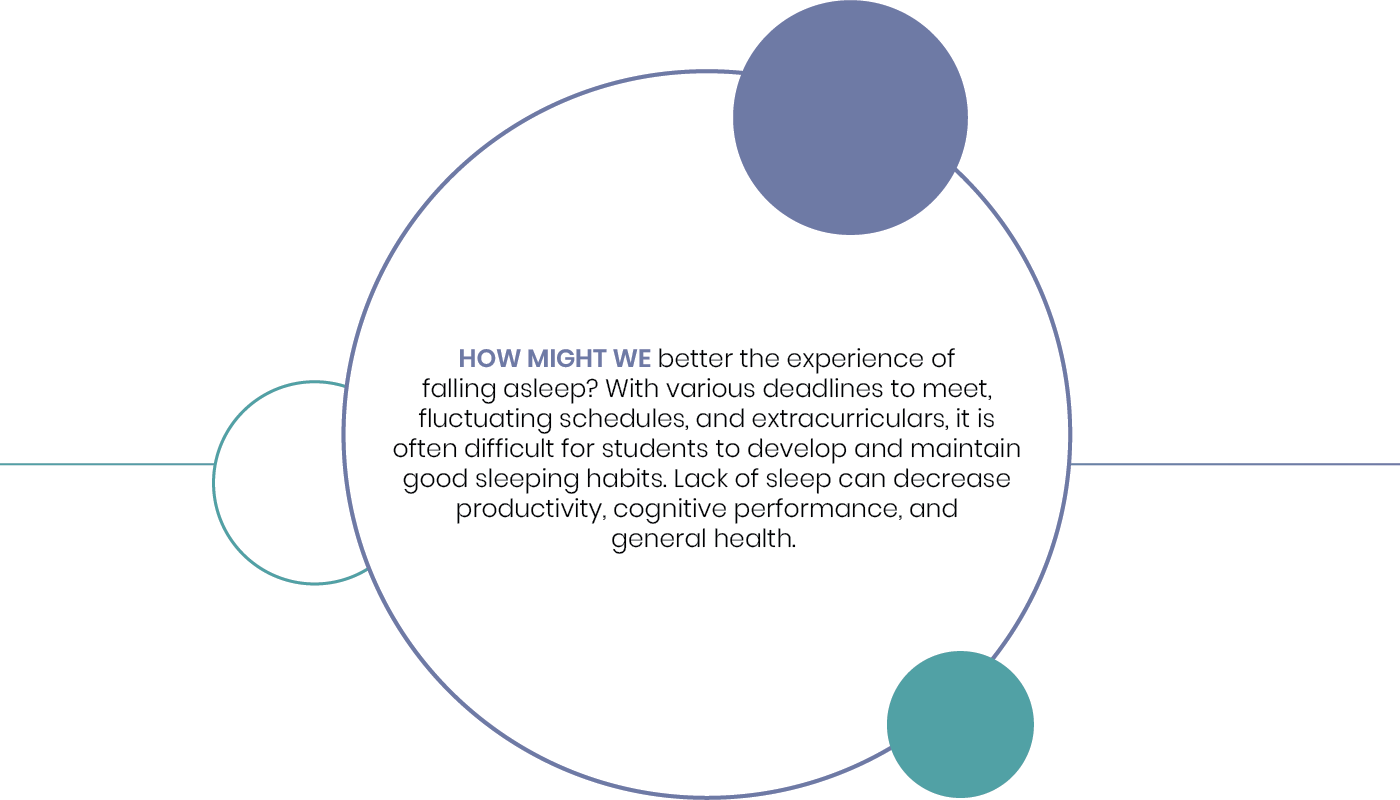 HOW MIGHT WE better the experience of
falling asleep? With various deadlines to meet,
fluctuating schedules, and extracurriculars, it is
often difficult for students to develop and maintain
good sleeping habits. Lack of sleep can decrease
productivity, cognitive performance, and
general health.